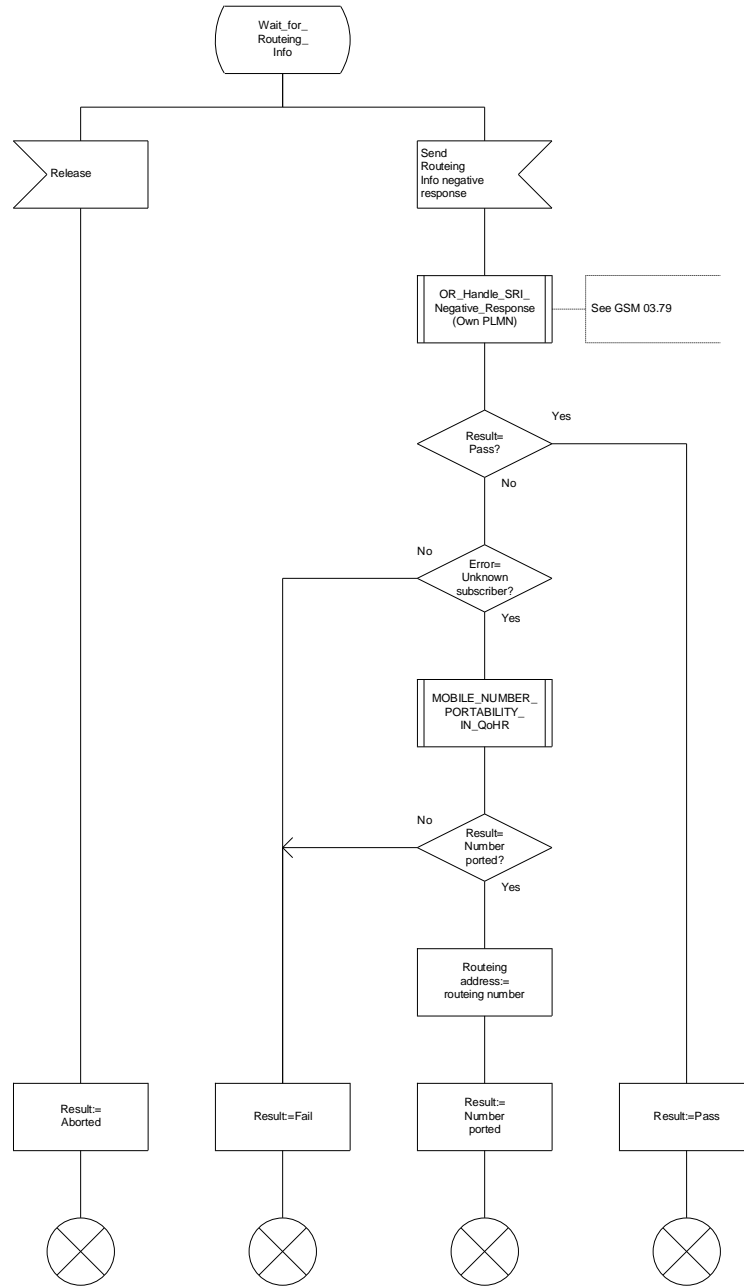 Wait_for_
Routeing_
Info
Release
Send
Routeing
Info negative
response
OR_Handle_SRI_
Negative_Response
(Own PLMN)
See GSM 03.79
Yes
Result=
Pass?
No
No
Error=
Unknown
subscriber?
Yes
MOBILE_NUMBER_
PORTABILITY_
IN_QoHR
No
Result=
Number
ported?
Yes
Routeing
address:=
routeing number
Result:=
Aborted
Result:=Fail
Result:=
Number
ported
Result:=Pass